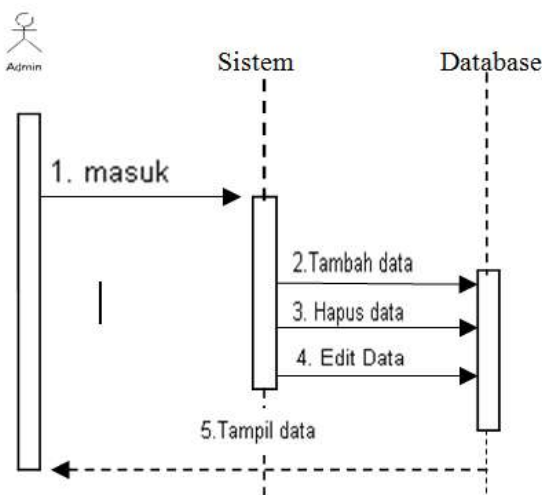 Admin
Sistem
Database
1. masuk
2.Tambah data
3. Hapus data
4. Edit Data
5.Tampil data